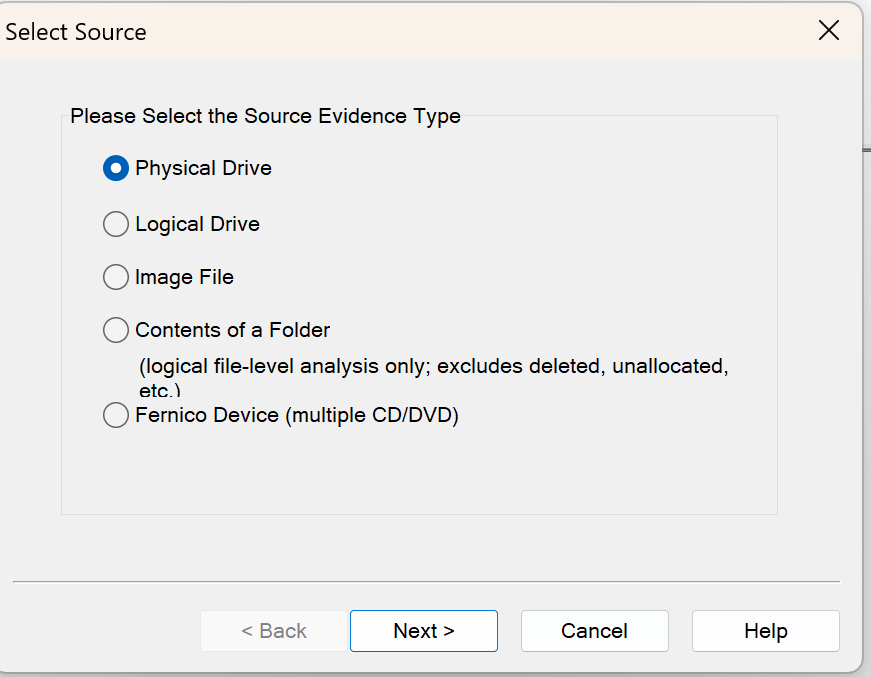 Select Source
Please Select the Source Evidence Type
Physical Drive
Logical Drive
Image File
Contents of a Folder
(logical file-level analysis only; excludes deleted, unallocated,
etc.)
Fernico Device (multiple CD/DVD)
< Back
Next >
Cancel
Help